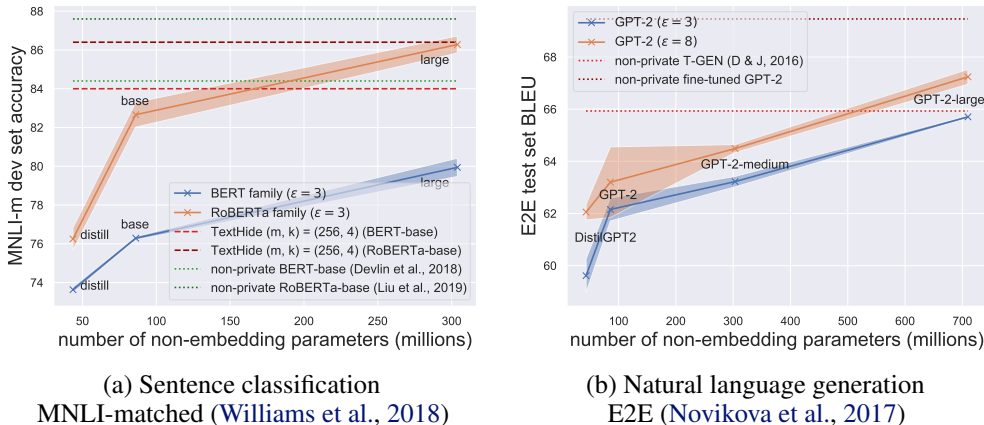 MNLI-m dev set accuracy
88
86
84
82
80
78
76
74
base
large
distill
base
large
distill
BERT family (ε = 3)
RoBERTa family (ε = 3)
TextHide (m, k) = (256, 4) (BERT-base)
TextHide (m, k) = (256, 4) (RoBERTa-base)
non-private BERT-base (Devlin et al., 2018)
non-private RoBERTa-base (Liu et al., 2019)
50 100 150 200 250 300
number of non-embedding parameters (millions)
(a) Sentence classification
MNLI-matched (Williams et al., 2018)
E2E test set BLEU
68
66
64
62
60
GPT-2 (ε = 3)
GPT-2 (ε = 8)
non-private T-GEN (D & J, 2016)
non-private fine-tuned GPT-2
GPT-2-large
GPT-2-medium
GPT-2
DistilGPT2
100 200 300 400 500 600 700
number of non-embedding parameters (millions)
(b) Natural language generation
E2E (Novikova et al., 2017)